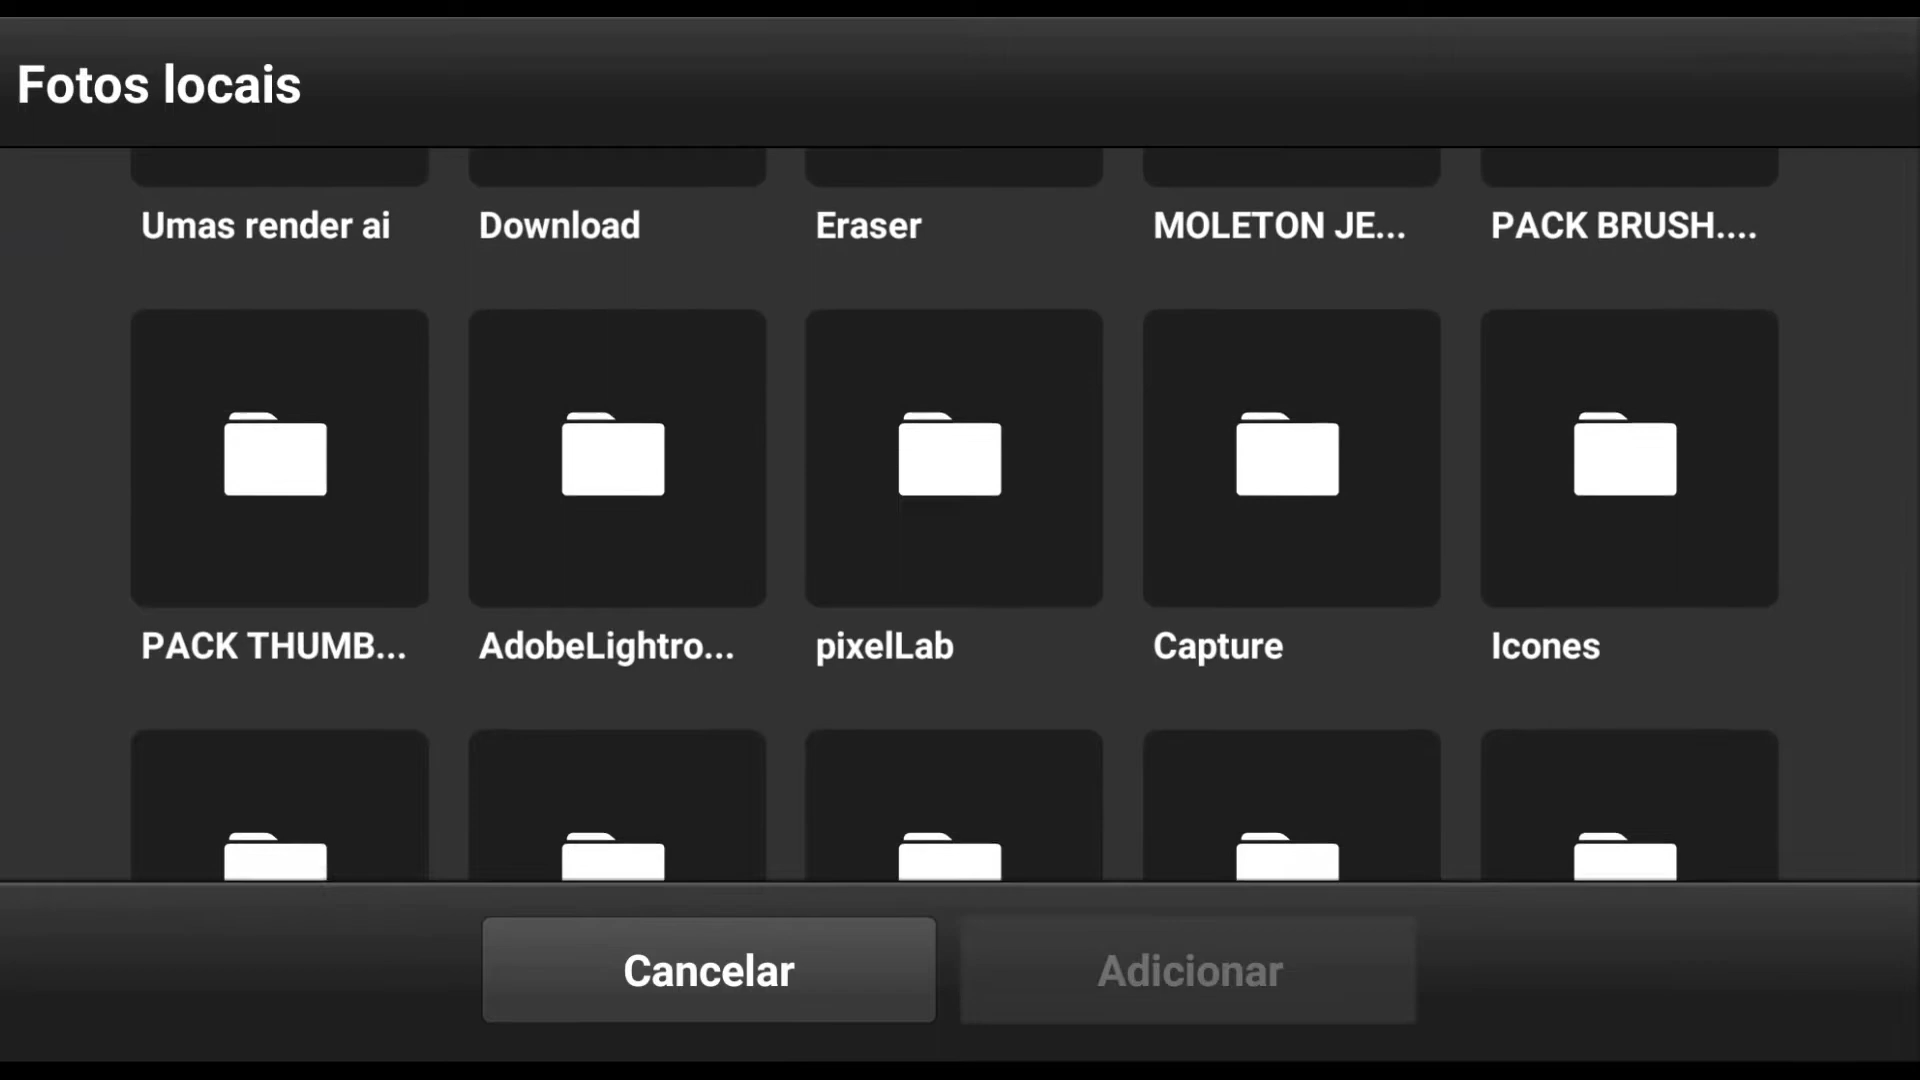 Fotos locais
Umas render ai
Download
Eraser
MOLETON JE...
PACK BRUSH....
PACK THUMB...
AdobeLightro...
pixelLab
Capture
Icones
Cancelar
Adicionar